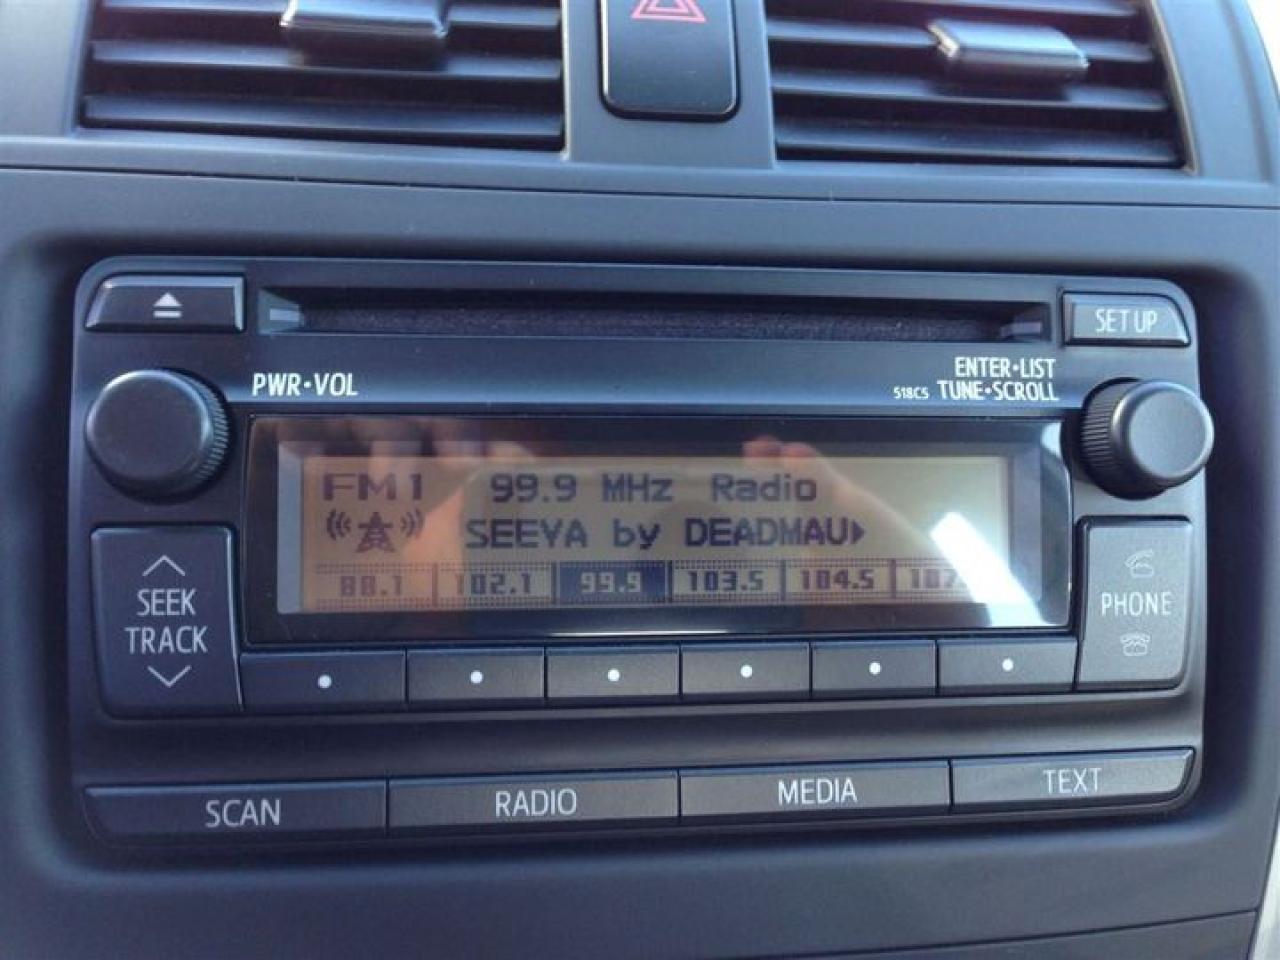 SET UP
PWR•VOL
ENTER•LIST
518C5 TUNE•SCROLL
FM1 99.9 MHz Radio
SEEYA by DEADMAU
88.1 102.1 99.9 103.5 104.5
SEEK
TRACK
PHONE
SCAN RADIO MEDIA TEXT